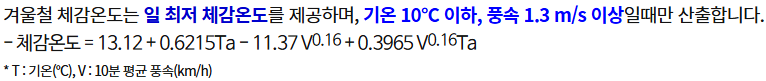 겨울철 체감온도는 일 최저 체감온도를 제공하며, 기온 10°C 이하, 풍속 1.3 m/s 이상일때만 산출합니다.
- 체감온도 = 13.12 + 0.6215Ta - 11.37 V0.16 + 0.3965 V0.16Ta
* T : 기온(℃), V : 10분 평균 풍속(km/h)